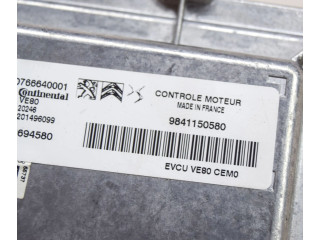 0766640001
Continental
VE80
20246
201496099
694580
CONTROLE MOTEUR
MADE IN FRANCE
9841150580
EVCU VE80 CEM0